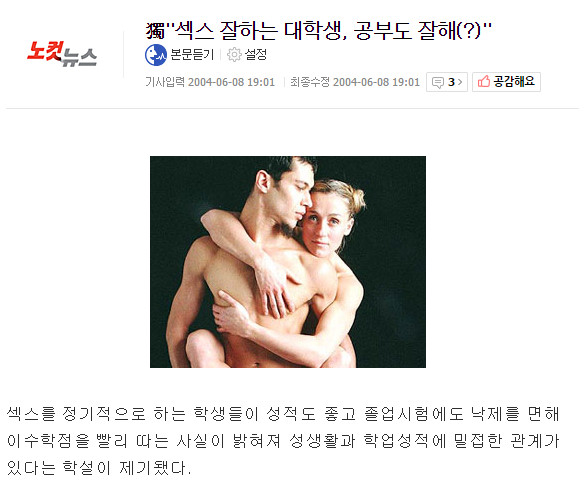 獨"섹스 잘하는 대학생, 공부도 잘해(?)"
노컷뉴스
본문듣기 설정
기사입력 2004-06-08 19:01 최종수정 2004-06-08 19:01 3 공감해요
섹스를 정기적으로 하는 학생들이 성적도 좋고 졸업시험에도 낙제를 면해
이수학점을 빨리 따는 사실이 밝혀져 성생활과 학업성적에 밀접한 관계가
있다는 학설이 제기됐다.